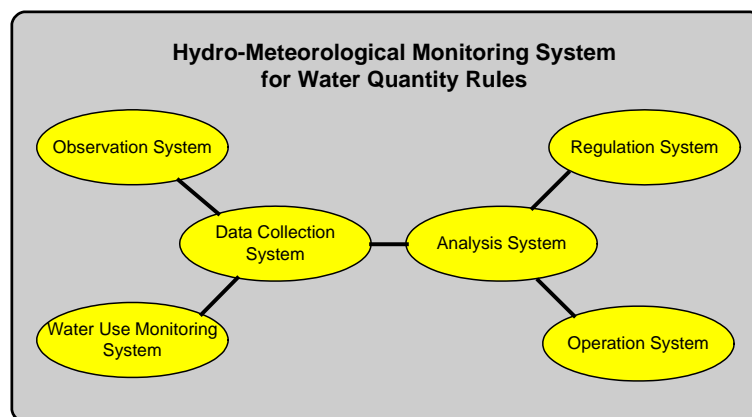 Hydro-Meteorological Monitoring System
for Water Quantity Rules
Observation System
Regulation System
Data Collection
System
Analysis System
Water Use Monitoring
System
Operation System